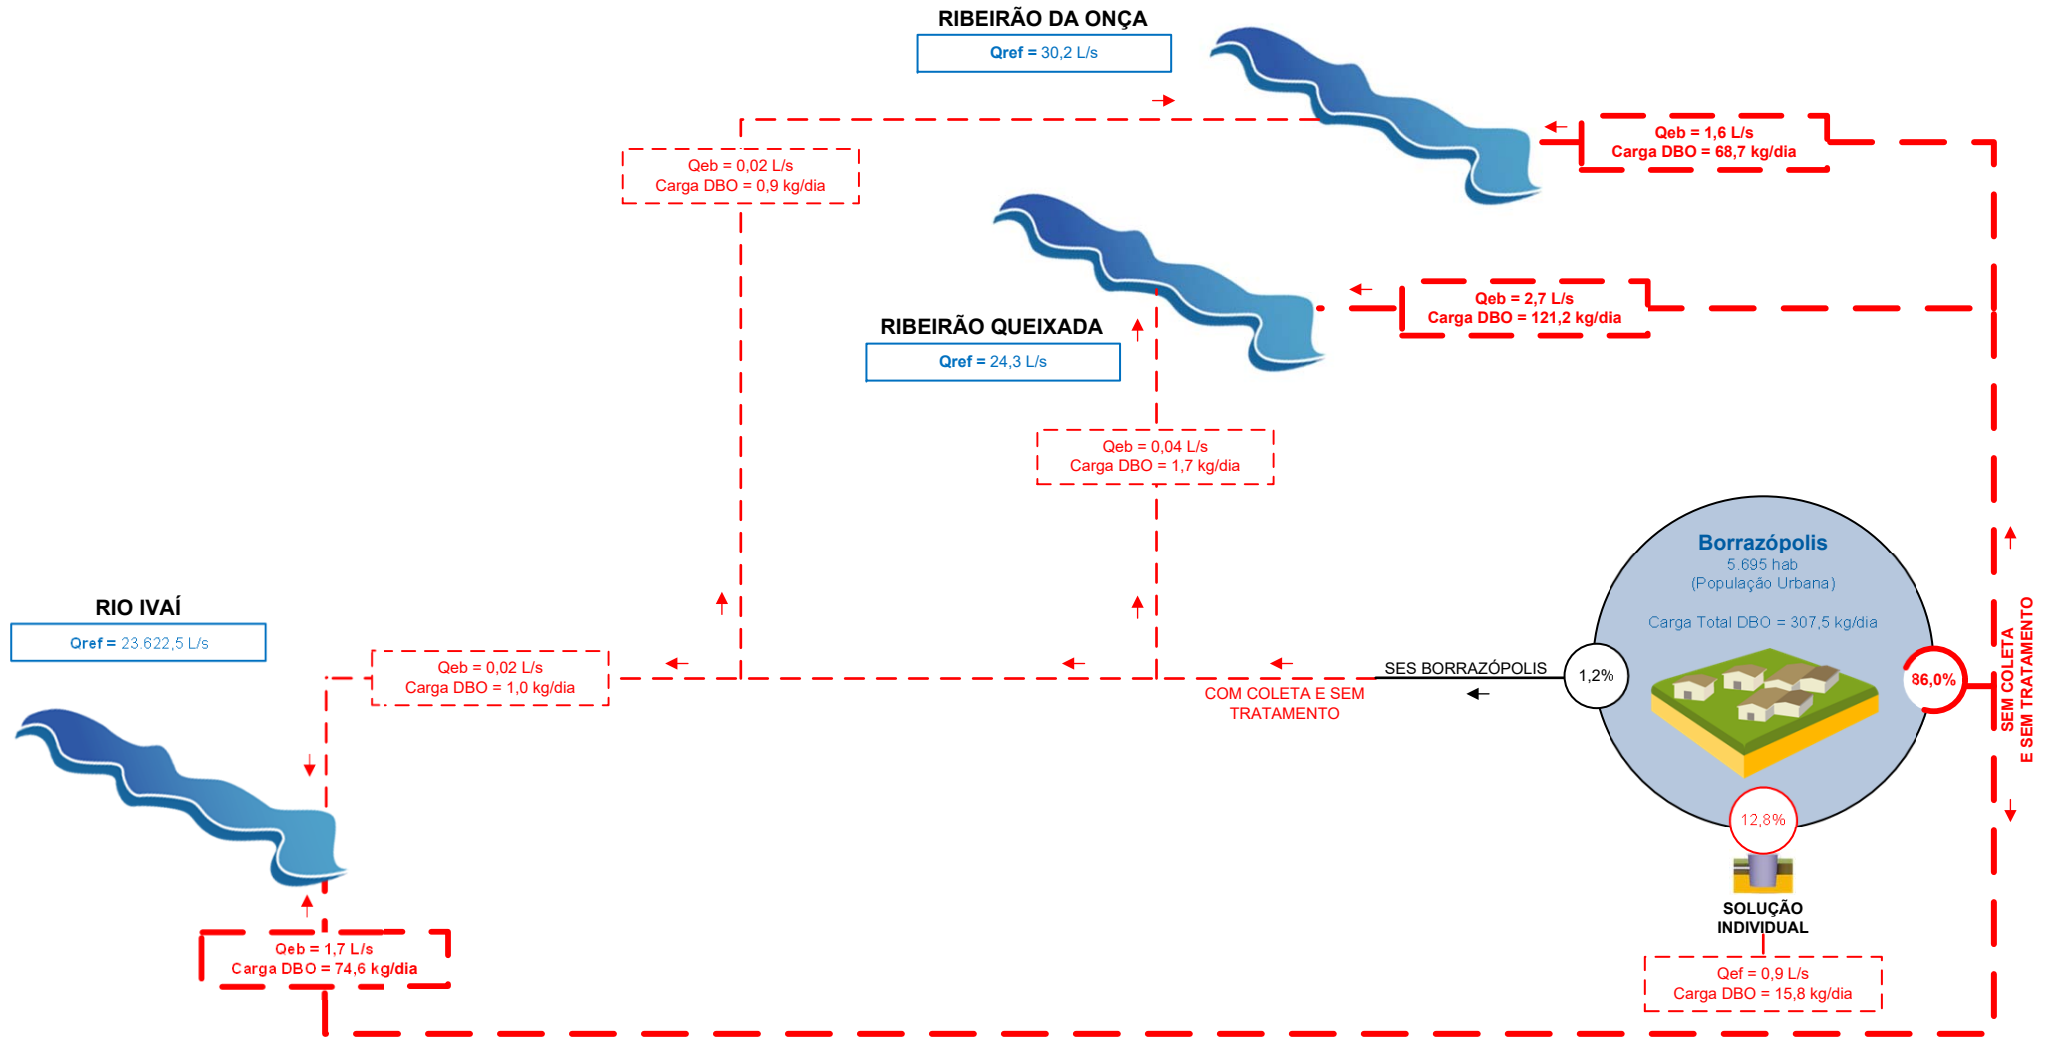 RIBEIRÃO DA ONÇA
Qref = 30,2 L/s
Qeb = 1,6 L/s
Carga DBO = 68,7 kg/dia
Qeb = 0,02 L/s
Carga DBO = 0,9 kg/dia
Qeb = 2,7 L/s
Carga DBO = 121,2 kg/dia
RIBEIRÃO QUEIXADA
Qref = 24,3 L/s
Qeb = 0,04 L/s
Carga DBO = 1,7 kg/dia
Borrazópolis
5.695 hab
(População Urbana)
Carga Total DBO = 307,5 kg/dia
RIO IVAÍ
Qref = 23.622,5 L/s
Qeb = 0,02 L/s
Carga DBO = 1,0 kg/dia
COM COLETA E SEM
TRATAMENTO
SES BORRAZÓPOLIS
1,2%
86,0%
SEM COLETA
E SEM TRATAMENTO
12,8%
SOLUÇÃO
INDIVIDUAL
Qeb = 1,7 L/s
Carga DBO = 74,6 kg/dia
Qef = 0,9 L/s
Carga DBO = 15,8 kg/dia